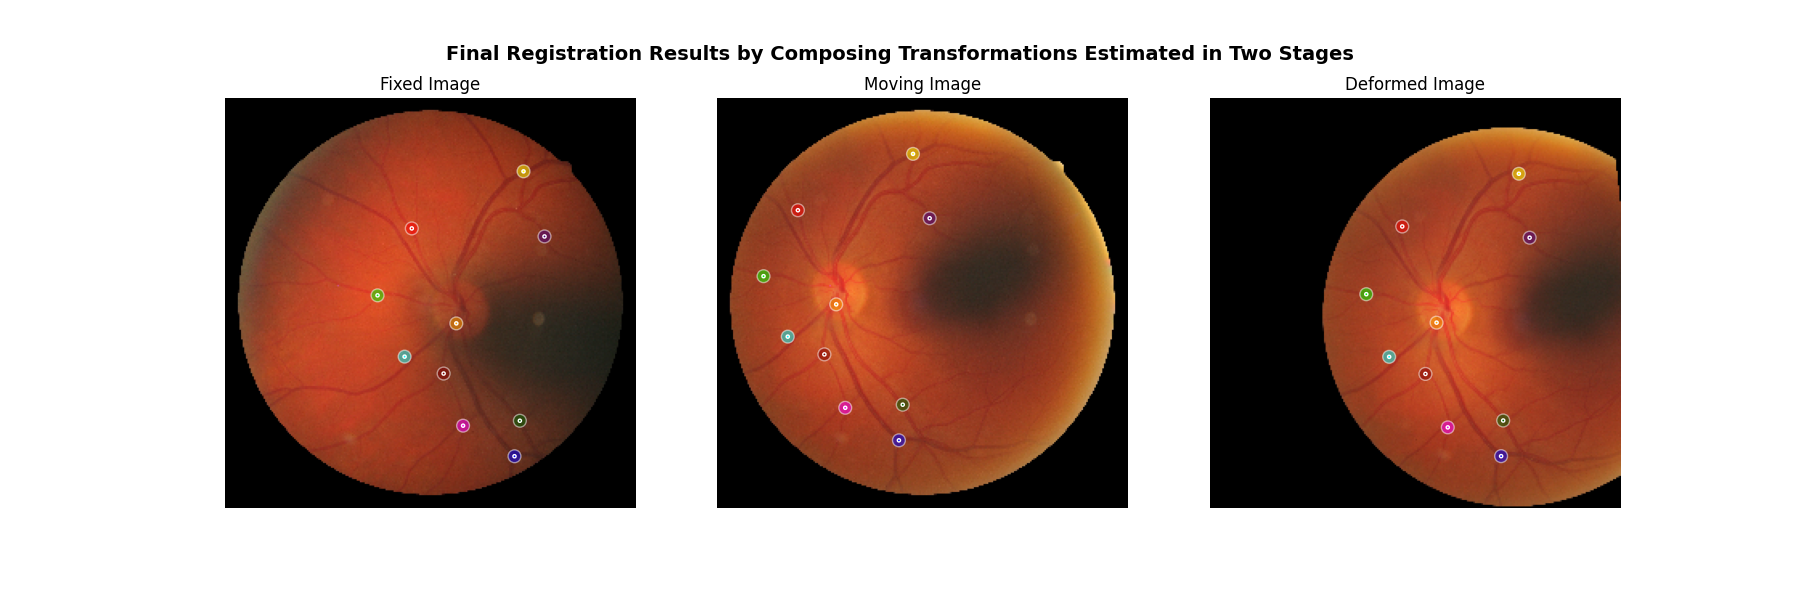 Final Registration Results by Composing Transformations Estimated in Two Stages
Fixed Image
Moving Image
Deformed Image